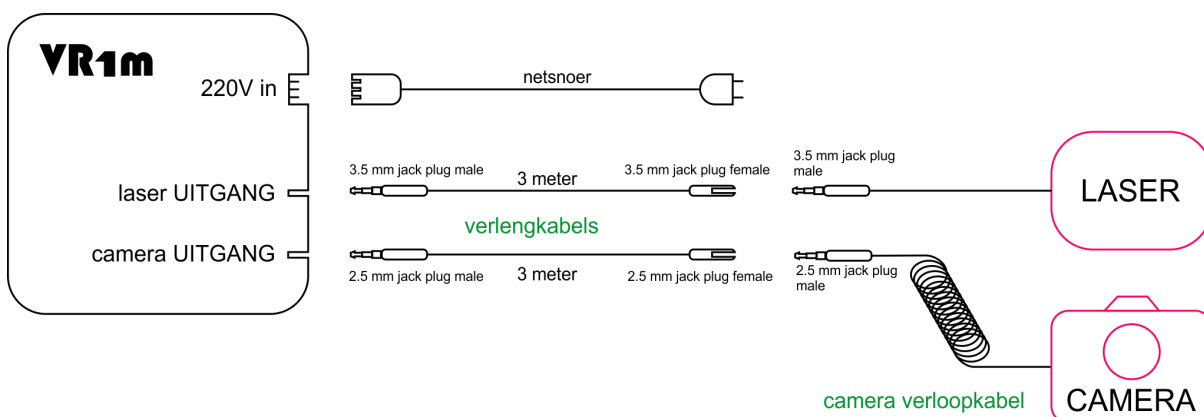 VR1m
220V in
netsnoer
laser UITGANG
3.5 mm jack plug male
3 meter
3.5 mm jack plug female
3.5 mm jack plug
male
LASER
verlengkabels
camera UITGANG
2.5 mm jack plug male
3 meter
2.5 mm jack plug female
2.5 mm jack plug
male
camera verloopkabel
CAMERA